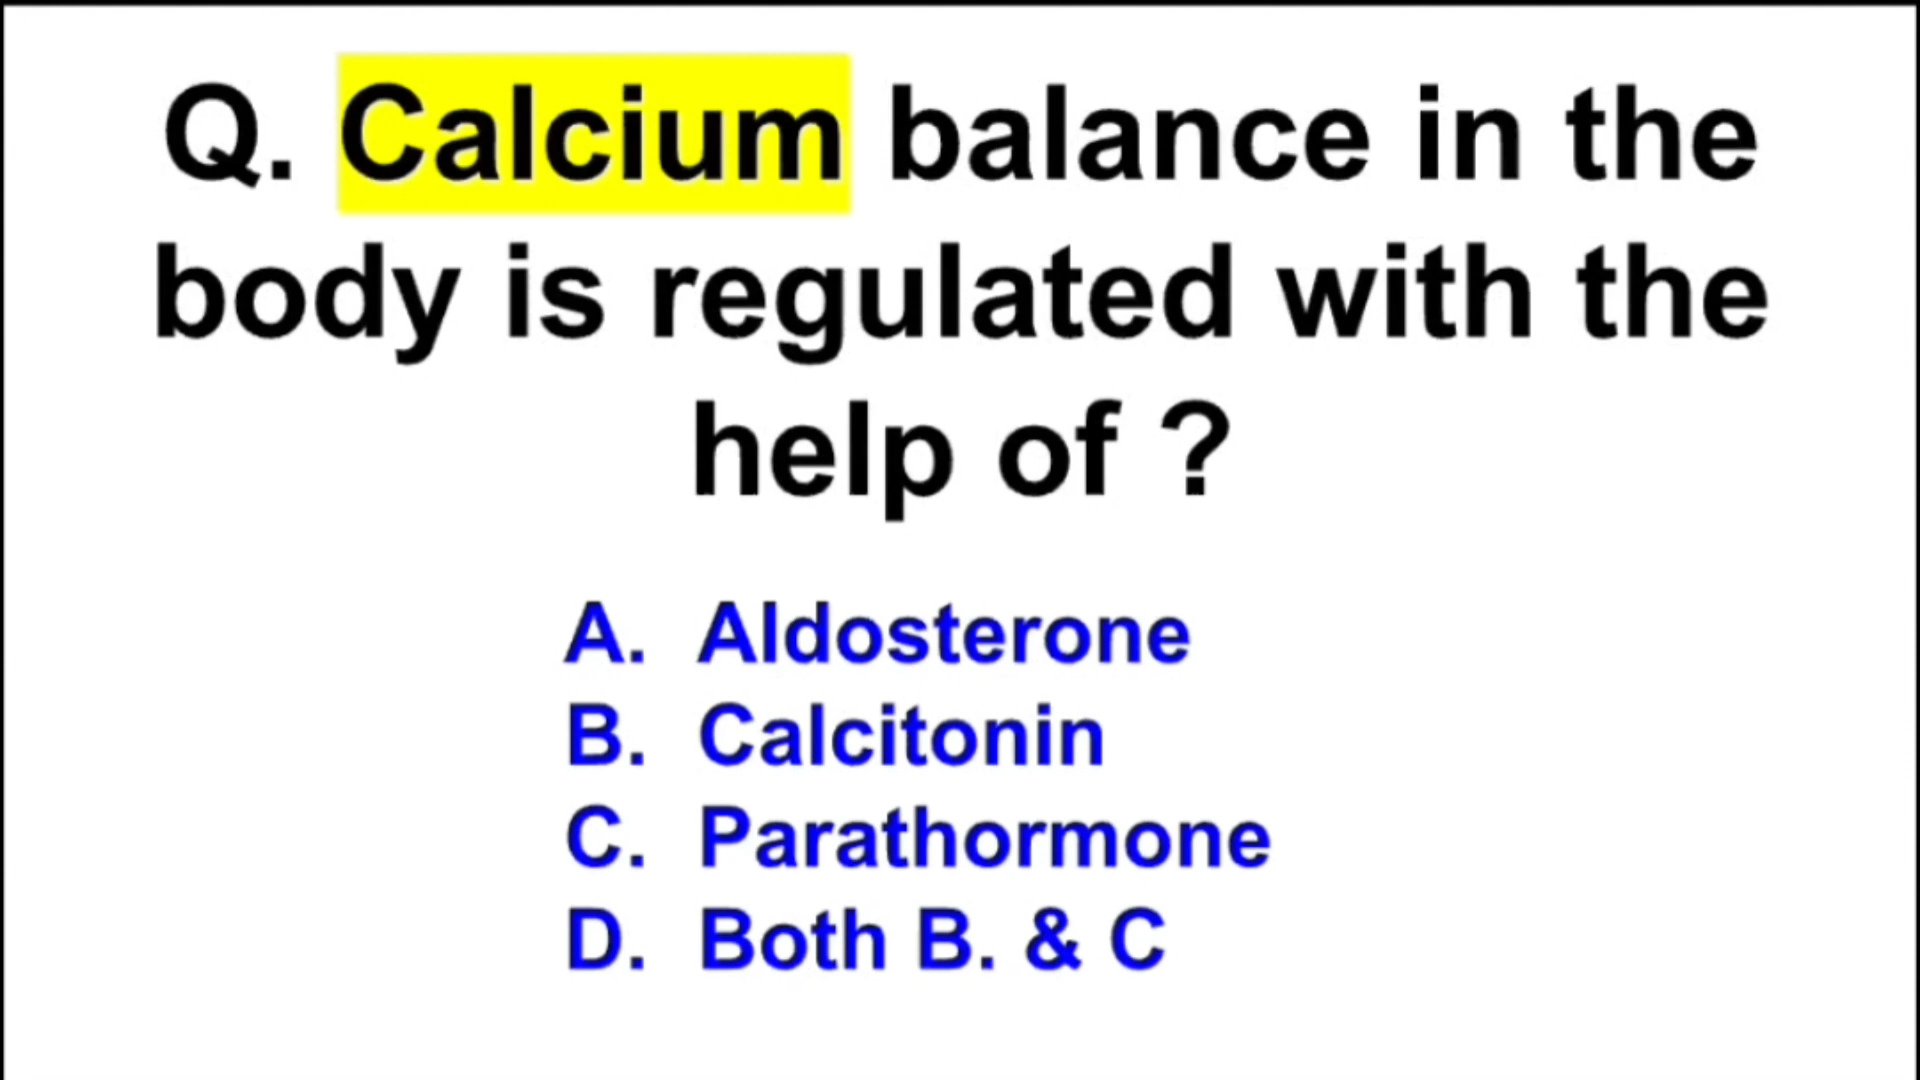 Q. Calcium balance in the
body is regulated with the
help of ?
A. Aldosterone
B. Calcitonin
C. Parathormone
D. Both B. & C